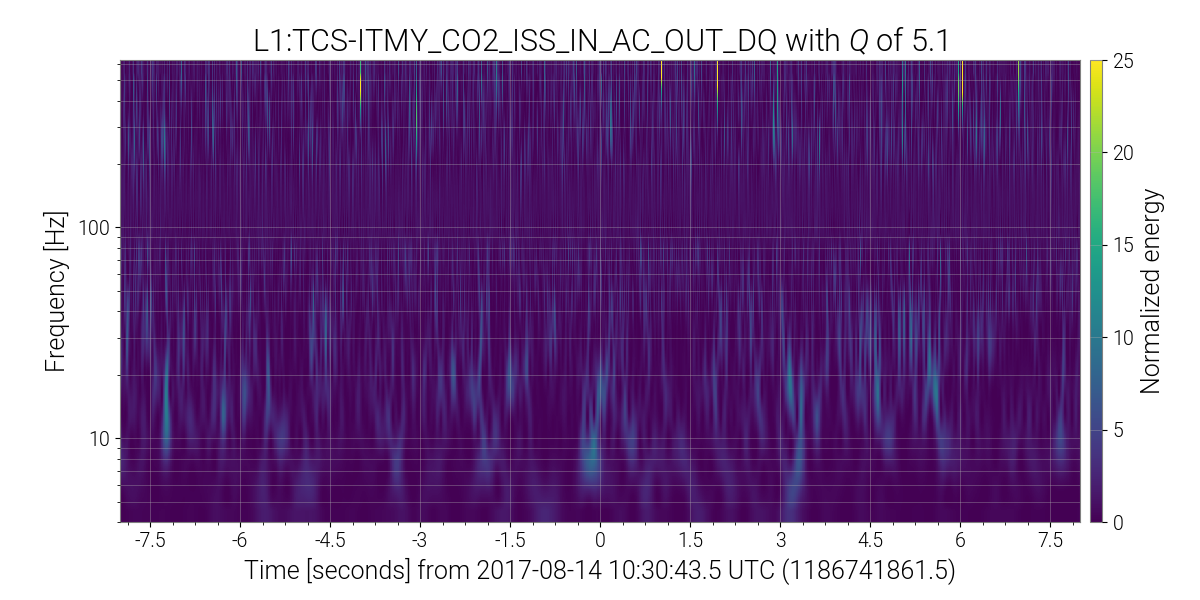 L1:TCS-ITMY_CO2_ISS_IN_AC_OUT_DQ with Q of 5.1
Frequency [Hz]
100
10
-7.5 -6 -4.5 -3 -1.5 0 1.5 3 4.5 6 7.5
Time [seconds] from 2017-08-14 10:30:43.5 UTC (1186741861.5)
25
20
15
10
5
0
Normalized energy